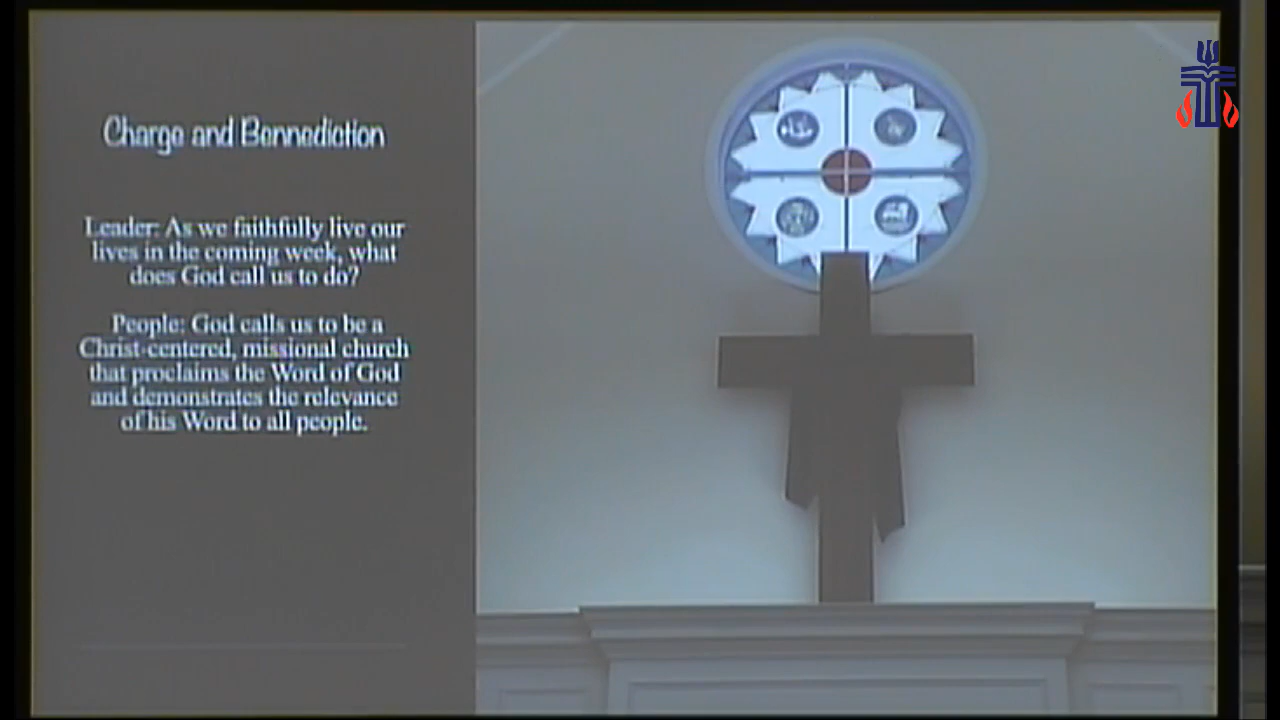 Charge and Bennediction
Leader: As we faithfully live our
lives in the coming week, what
does God call us to do?
People: God calls us to be a
Christ-centered, missional church
that proclaims the Word of God
and demonstrates the relevance
of his Word to all people.